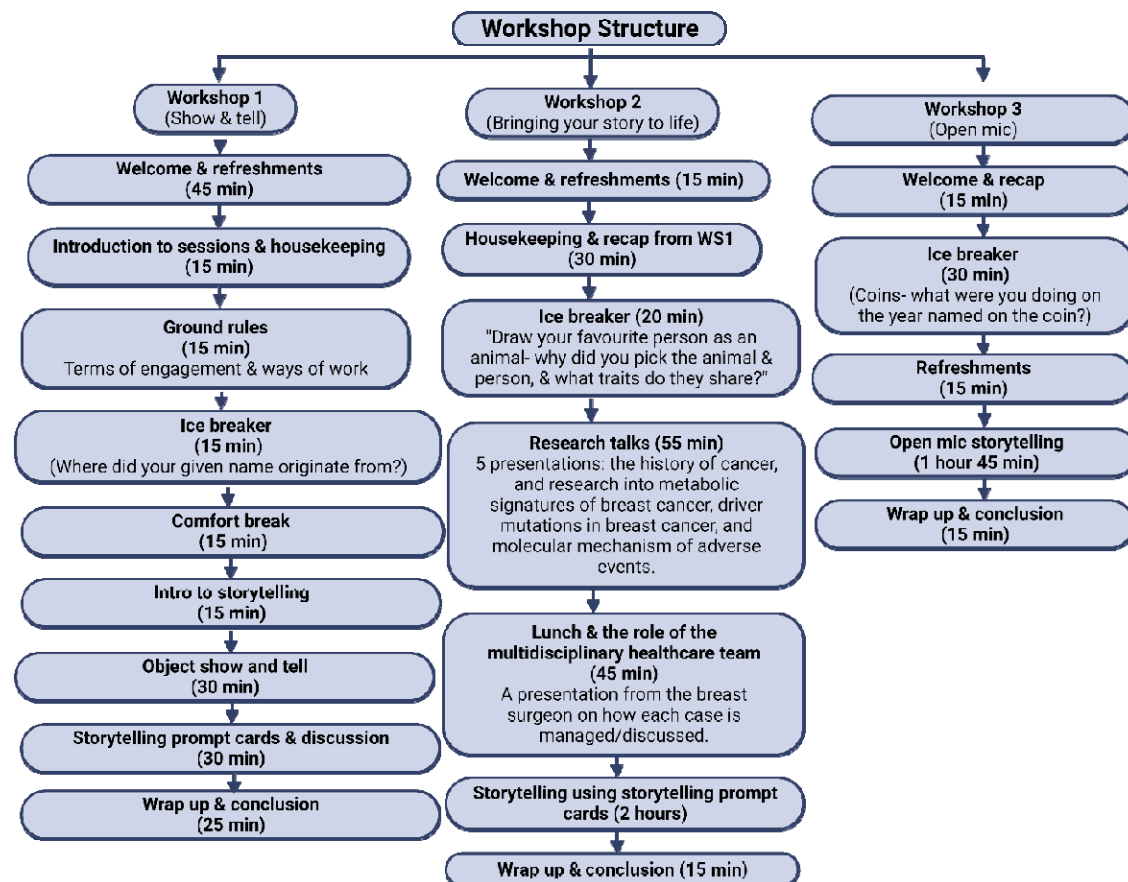 Workshop Structure
Workshop 1
(Show & tell)
Welcome & refreshments
(45 min)
Introduction to sessions & housekeeping
(15 min)
Ground rules
(15 min)
Terms of engagement & ways of work
Ice breaker
(15 min)
(Where did your given name originate from?)
Comfort break
(15 min)
Intro to storytelling
(15 min)
Object show and tell
(30 min)
Storytelling prompt cards & discussion
(30 min)
Wrap up & conclusion
(25 min)
Workshop 2
(Bringing your story to life)
Welcome & refreshments (15 min)
Housekeeping & recap from WS1
(30 min)
Ice breaker (20 min)
"Draw your favourite person as an
animal- why did you pick the animal &
person, & what traits do they share?"
Research talks (55 min)
5 presentations: the history of cancer,
and research into metabolic
signatures of breast cancer, driver
mutations in breast cancer, and
molecular mechanism of adverse
events.
Lunch & the role of the
multidisciplinary healthcare team
(45 min)
A presentation from the breast
surgeon on how each case is
managed/discussed.
Storytelling using storytelling prompt
cards (2 hours)
Wrap up & conclusion (15 min)
Workshop 3
(Open mic)
Welcome & recap
(15 min)
Ice breaker
(30 min)
(Coins- what were you doing on
the year named on the coin?)
Refreshments
(15 min)
Open mic storytelling
(1 hour 45 min)
Wrap up & conclusion
(15 min)